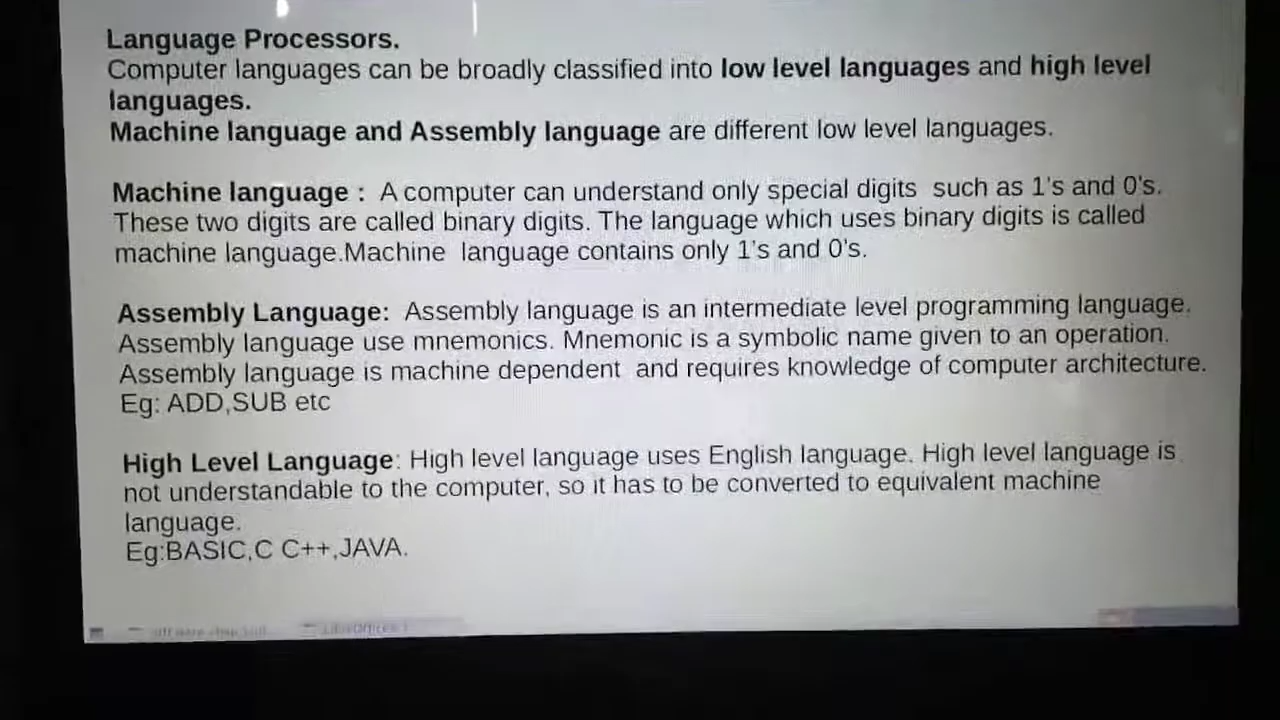 Language Processors.
Computer languages can be broadly classified into low level languages and high level
languages.
Machine language and Assembly language are different low level languages.
Machine language : A computer can understand only special digits such as 1's and 0's.
These two digits are called binary digits. The language which uses binary digits is called
machine language.Machine language contains only 1's and 0's.
Assembly Language: Assembly language is an intermediate level programming language.
Assembly language use mnemonics. Mnemonic is a symbolic name given to an operation.
Assembly language is machine dependent and requires knowledge of computer architecture.
Eg: ADD,SUB etc
High Level Language: High level language uses English language. High level language is
not understandable to the computer, so it has to be converted to equivalent machine
language.
Eg:BASIC,C C++,JAVA.